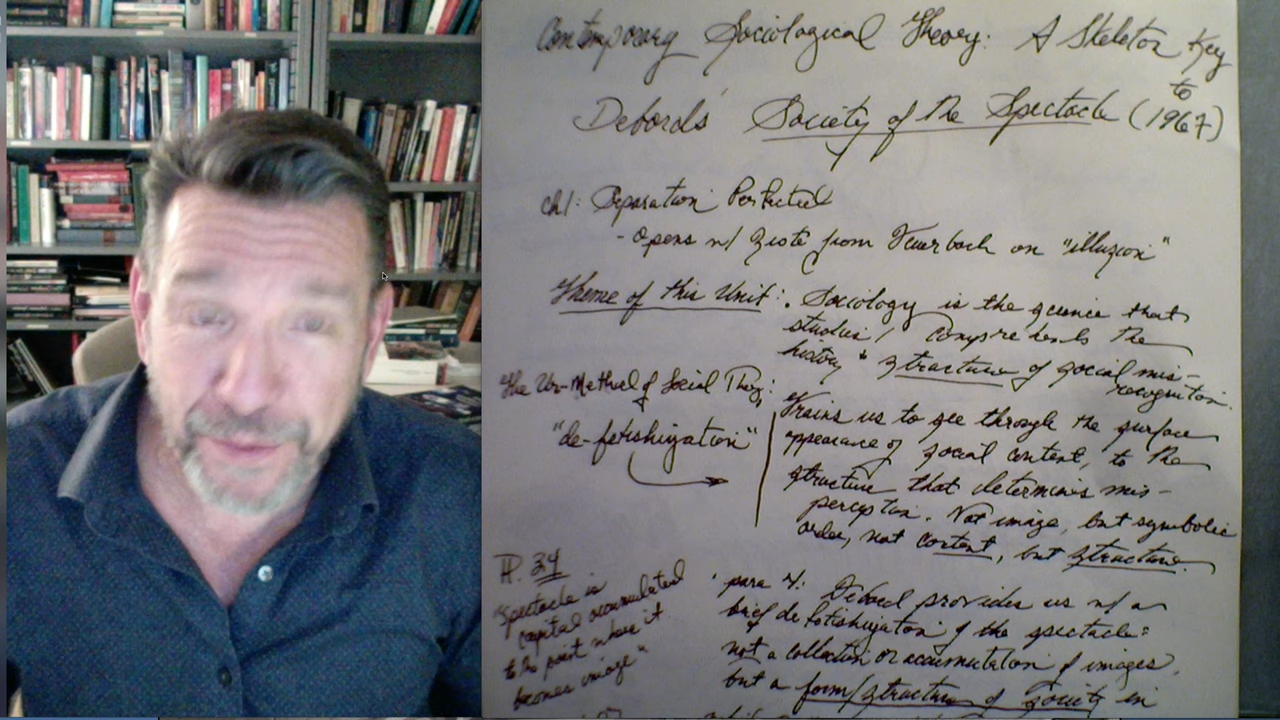 Contemporary Sociological Theory: A Skeleton Key
to
Debord's Society of the Spectacle (1967)
ch1: Separation Perfected
- opens w/ quote from Feuerbach on "illusion"
Theme of this Unit: • Sociology is the science that
studies / comprehends the
history & structure of social mis-
recognition.
The Ur-Method of Social Theory:
"de-fetishization"
Trains us to see through the surface
appearance of social content, to the
structure that determines mis-
perception. Not image, but symbolic
order, not content, but structure.
P. 34
"Spectacle is
capital accumulated
to the point where it
becomes image"
• para 4: Debord provides us w/ a
brief defetishization of the spectacle:
not a collection or accumulation of images,
but a form/structure of society in